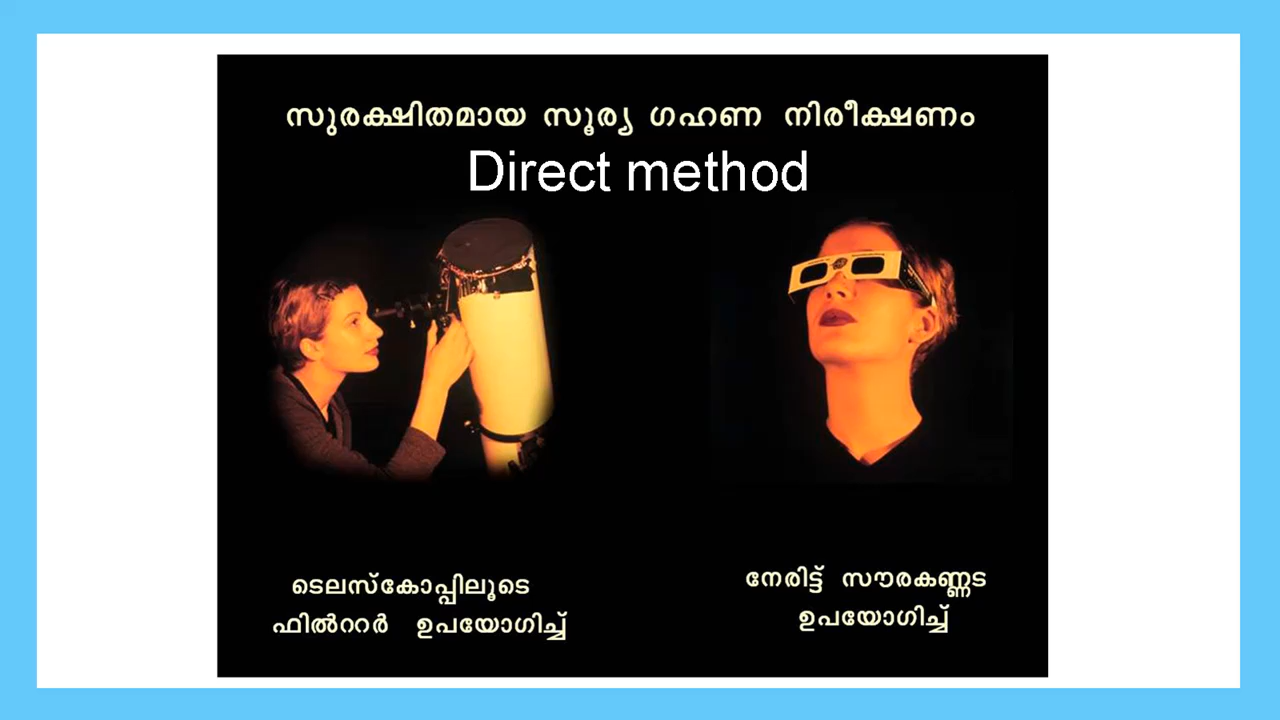 സുരക്ഷിതമായ സൂര്യ ഗഹണ നിരീക്ഷണം
Direct method
ടെലസ്കോപ്പിലൂടെ
ഫിൽററർ ഉപയോഗിച്ച്
നേരിട്ട് സൗരകണ്ണട
ഉപയോഗിച്ച്